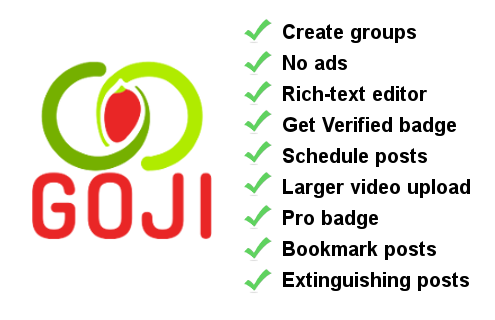 GOJI
Create groups
No ads
Rich-text editor
Get Verified badge
Schedule posts
Larger video upload
Pro badge
Bookmark posts
Extinguishing posts